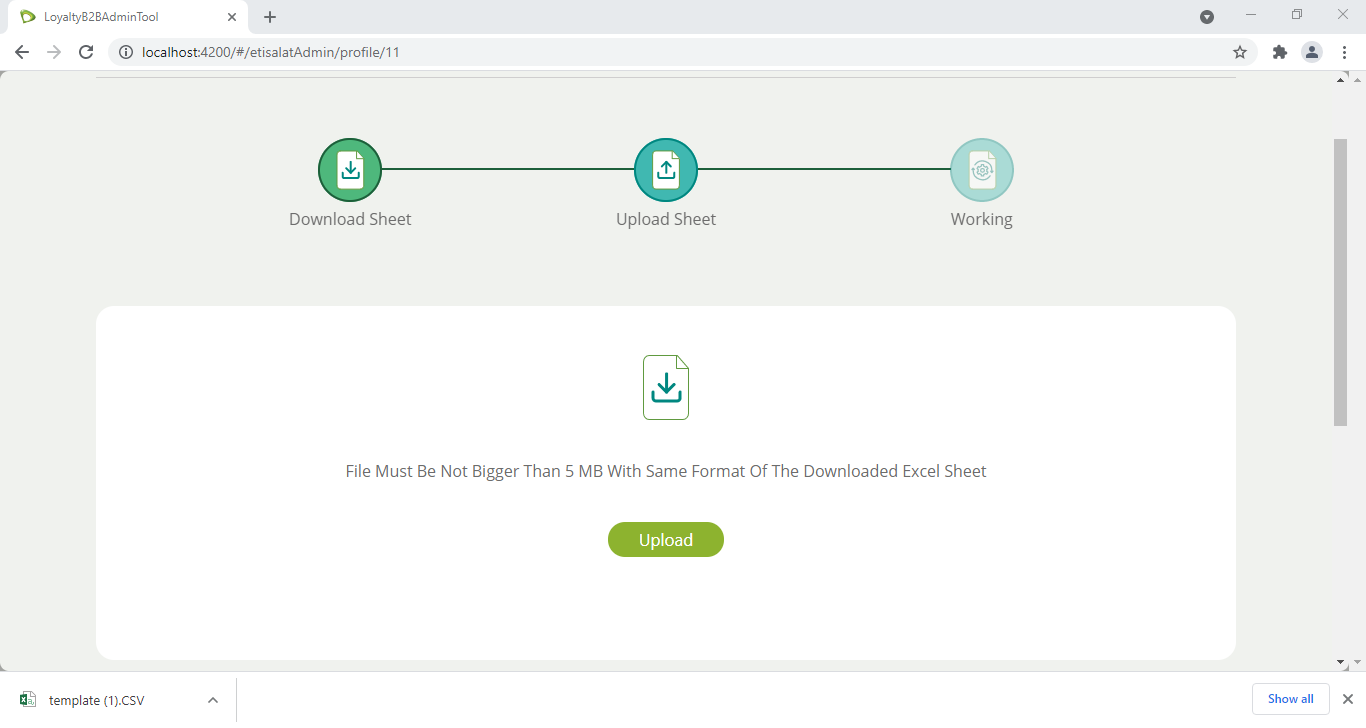 LoyaltyB2BAdminTool
localhost:4200/#/etisalatAdmin/profile/11
Download Sheet
Upload Sheet
Working
File Must Be Not Bigger Than 5 MB With Same Format Of The Downloaded Excel Sheet
Upload
template (1).CSV
Show all